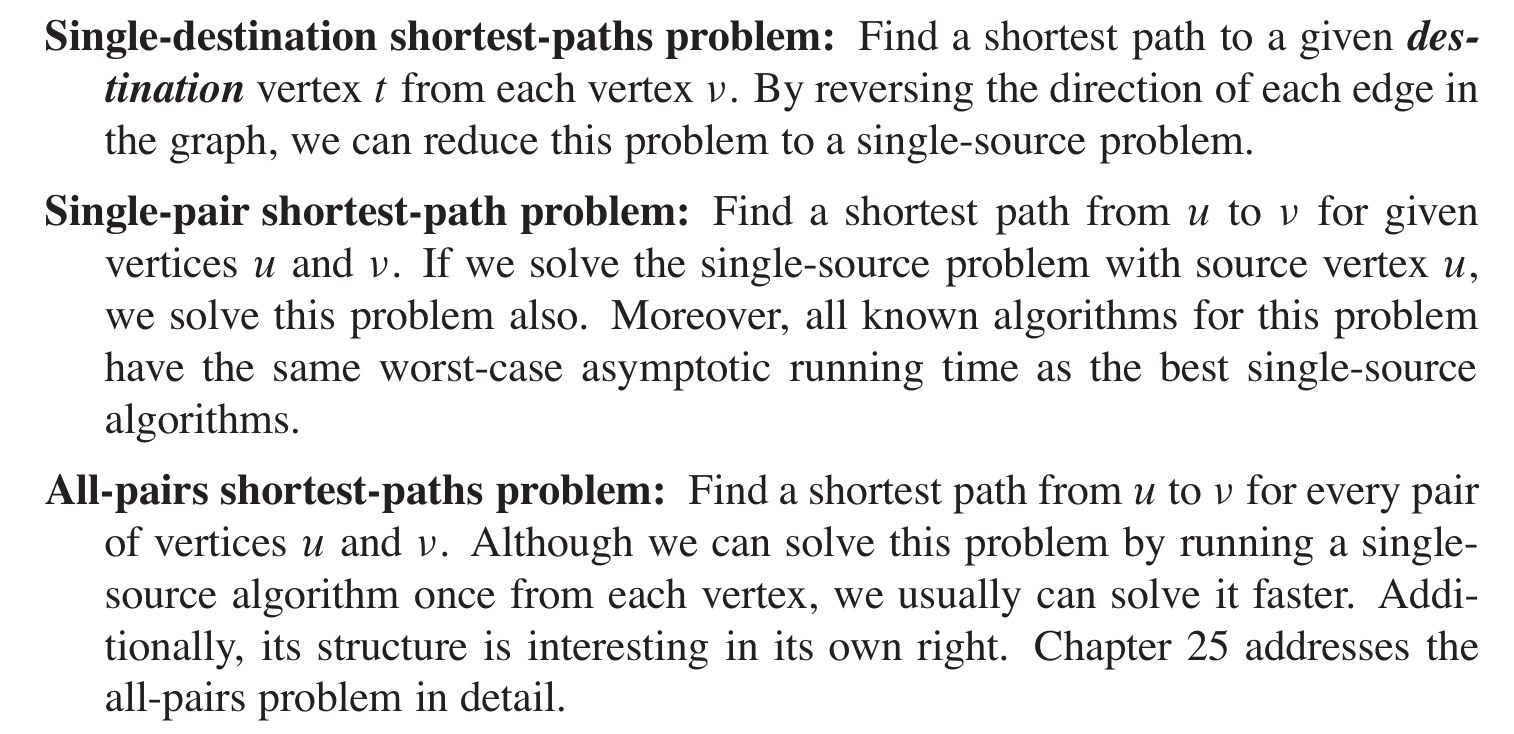 Single-destination shortest-paths problem: Find a shortest path to a given des-
tination vertex t from each vertex v. By reversing the direction of each edge in
the graph, we can reduce this problem to a single-source problem.
Single-pair shortest-path problem: Find a shortest path from u to v for given
vertices u and v. If we solve the single-source problem with source vertex u,
we solve this problem also. Moreover, all known algorithms for this problem
have the same worst-case asymptotic running time as the best single-source
algorithms.
All-pairs shortest-paths problem: Find a shortest path from u to v for every pair
of vertices u and v. Although we can solve this problem by running a single-
source algorithm once from each vertex, we usually can solve it faster. Addi-
tionally, its structure is interesting in its own right. Chapter 25 addresses the
all-pairs problem in detail.